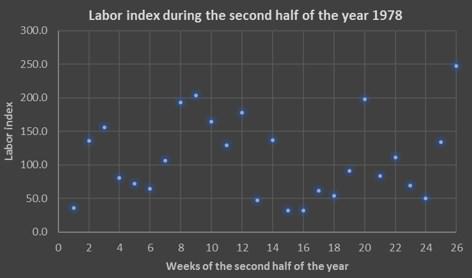 Labor index during the second half of the year 1978
300.0
250.0
200.0
150.0
100.0
50.0
0.0
Labor index
0 2 4 6 8 10 12 14 16 18 20 22 24 26
Weeks of the second half of the year